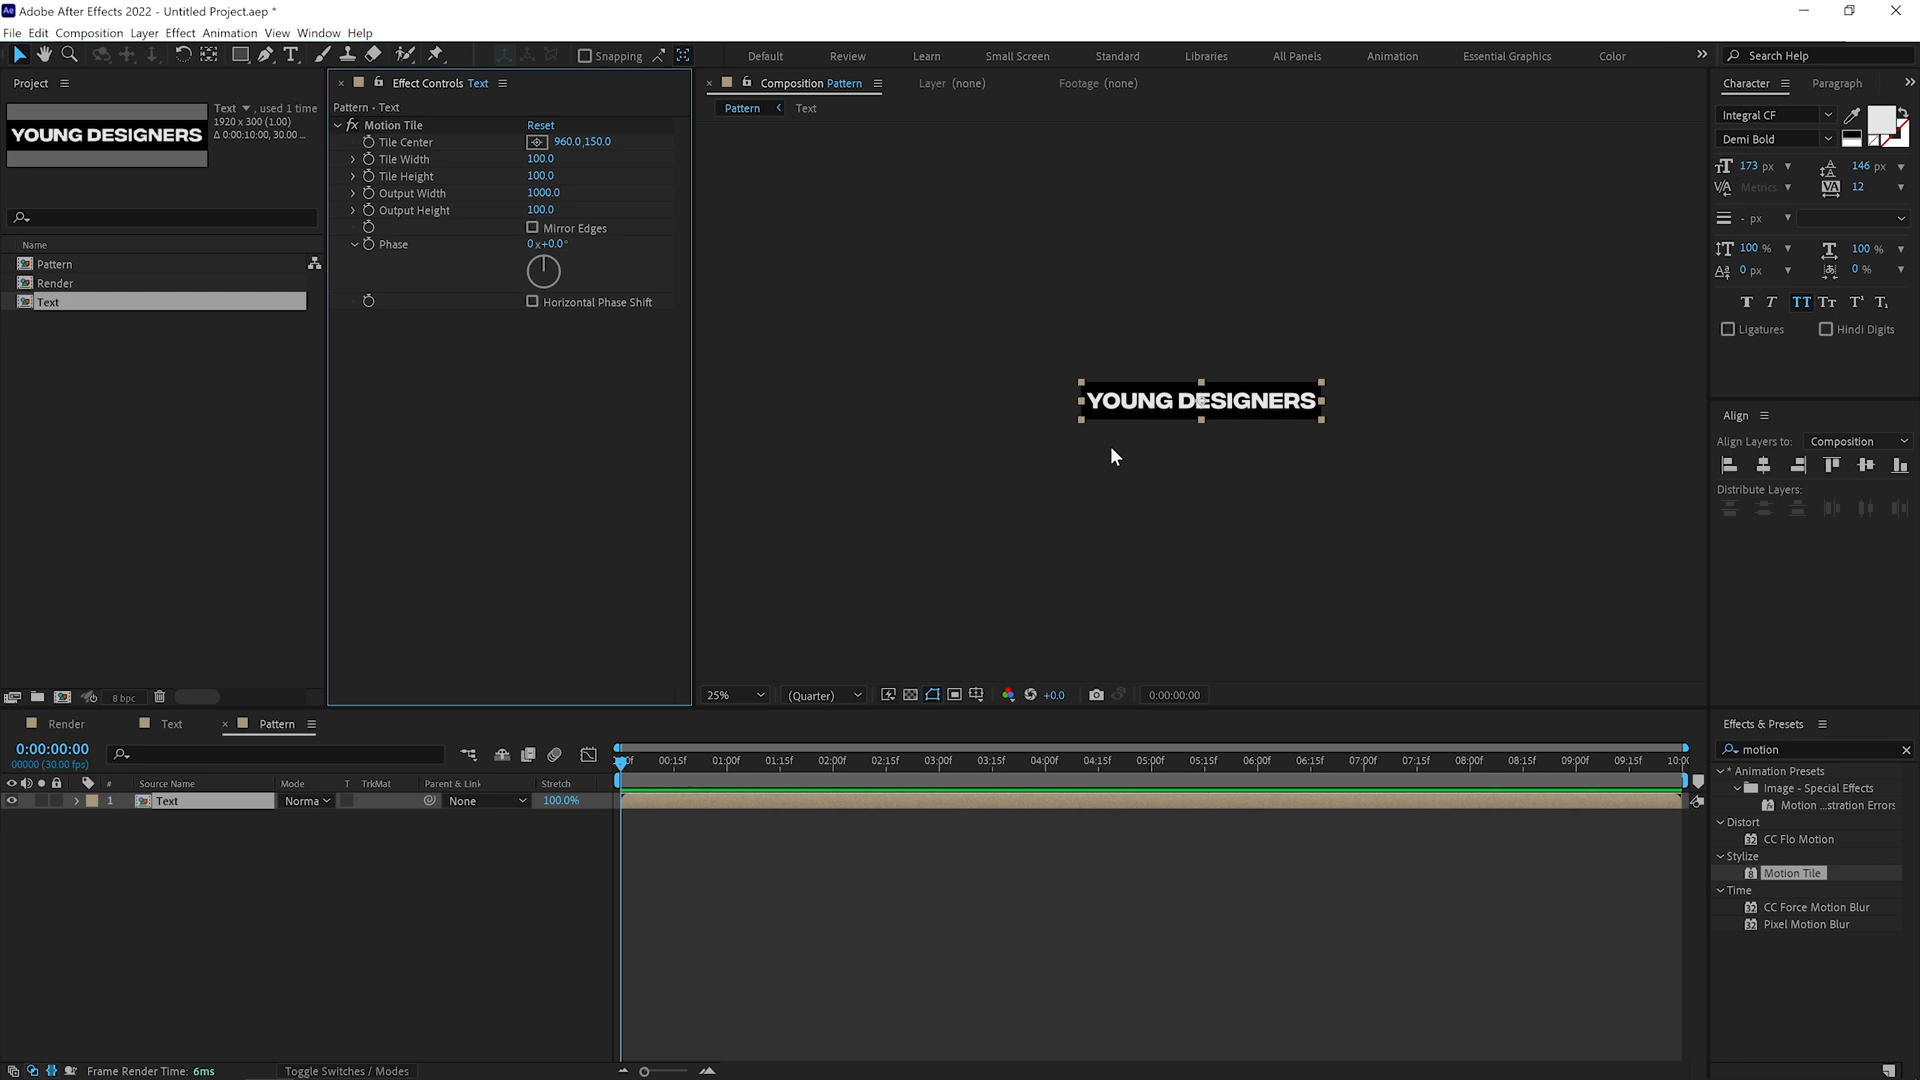 Adobe After Effects 2022 - Untitled Project.aep *
File Edit Composition Layer Effect Animation View Window Help
Snapping
Default Review Learn Small Screen Standard Libraries All Panels Animation Essential Graphics Color
Search Help
Project
Effect Controls Text
Composition Pattern
Layer (none)
Footage (none)
Character
Paragraph
Text , used 1 time
1920 x 300 (1.00)
Δ 0:00:10:00, 30.00 ...
YOUNG DESIGNERS
Pattern • Text
Pattern
Text
Integral CF
Demi Bold
Motion Tile Reset
Tile Center 960.0,150.0
Tile Width 100.0
Tile Height 100.0
Output Width 1000.0
Output Height 100.0
Mirror Edges
Phase 0x+0.0°
Horizontal Phase Shift
173 px
146 px
Metrics
12
- px
100 %
100 %
0 px
0 %
Ligatures
Hindi Digits
Name
Pattern
Render
Text
YOUNG DESIGNERS
Align
Align Layers to: Composition
Distribute Layers:
8 bpc
25%
(Quarter)
+0.0
0:00:00:00
Render
Text
Pattern
0:00:00:00
00000 (30.00 fps)
:00f 00:15f 01:00f 01:15f 02:00f 02:15f 03:00f 03:15f 04:00f 04:15f 05:00f 05:15f 06:00f 06:15f 07:00f 07:15f 08:00f 08:15f 09:00f 09:15f 10:00
# Source Name Mode T TrkMat Parent & Link Stretch
1 Text Norma None 100.0%
Effects & Presets
motion
* Animation Presets
Image - Special Effects
Motion ...stration Errors
Distort
CC Flo Motion
Stylize
Motion Tile
Time
CC Force Motion Blur
Pixel Motion Blur
Frame Render Time: 6ms
Toggle Switches / Modes